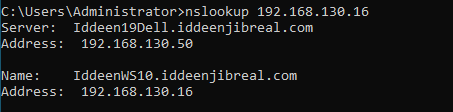 C:\Users\Administrator>nslookup 192.168.130.16
Server:  Iddeen19Dell.iddeenjibreal.com
Address:  192.168.130.50

Name:    IddeenWS10.iddeenjibreal.com
Address:  192.168.130.16